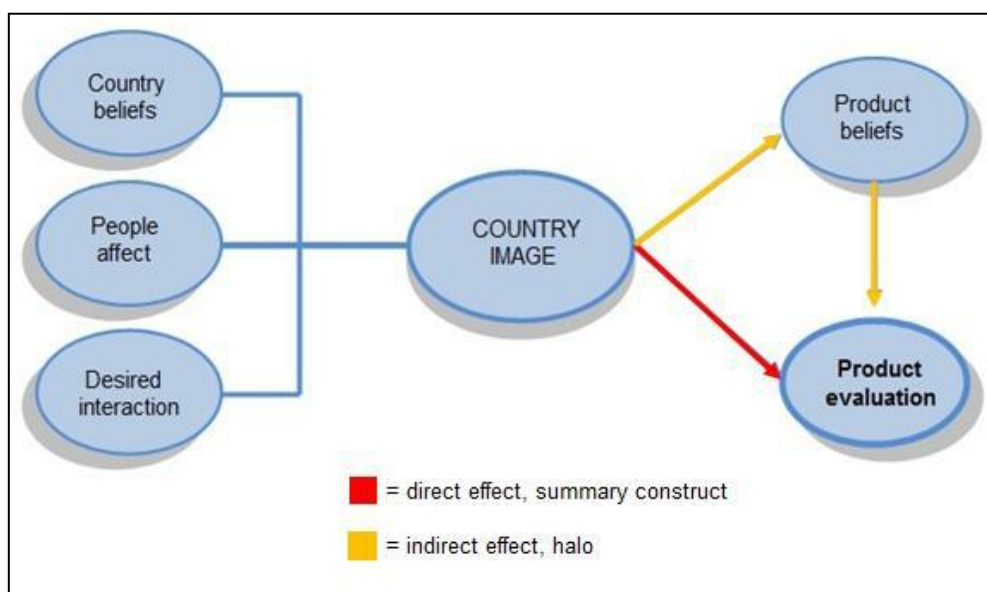 Country
beliefs
People
affect
Desired
interaction
COUNTRY
IMAGE
Product
beliefs
Product
evaluation
= direct effect, summary construct
= indirect effect, halo